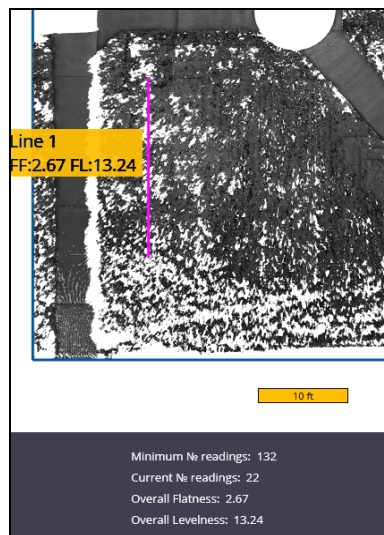 Line 1
FF:2.67 FL:13.24
10 ft
Minimum № readings: 132
Current № readings: 22
Overall Flatness: 2.67
Overall Levelness: 13.24